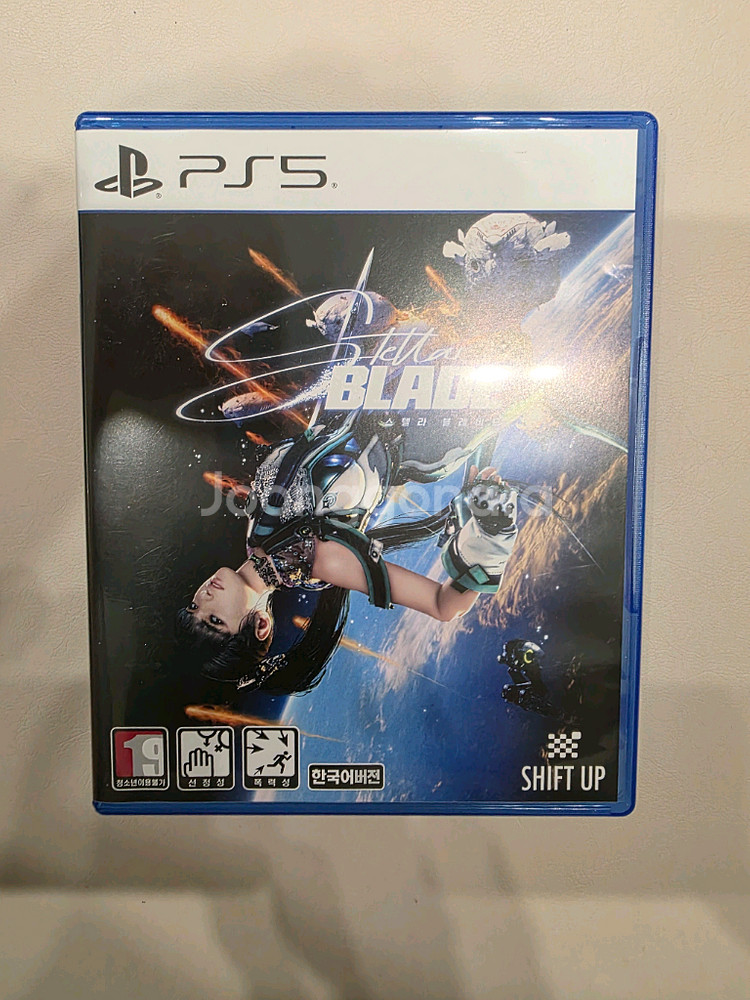 PS5
Stellar
BLADE
스텔라 블레이드
Joonggonara
19
청소년이용불가
선정성
폭력성
한국어버전
SHIFT UP